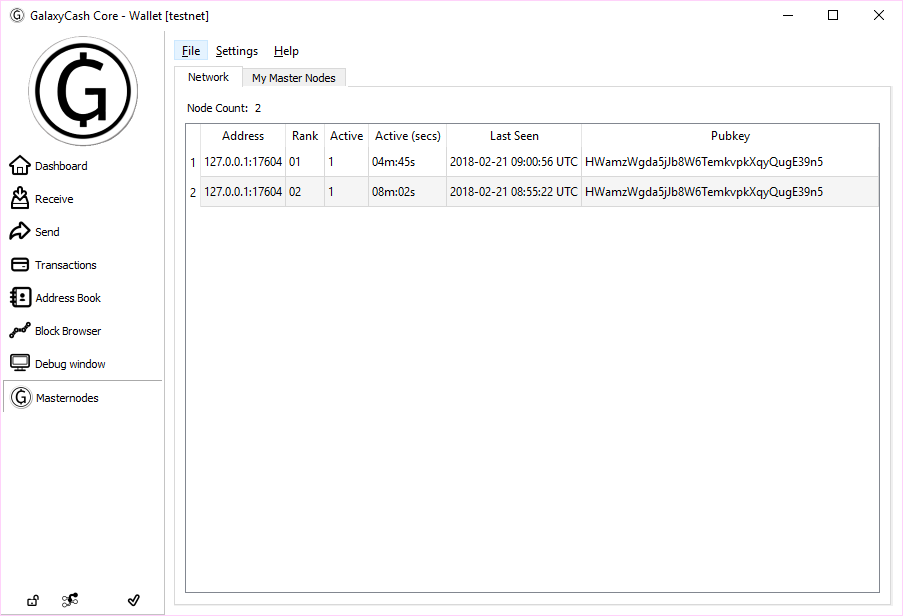 GalaxyCash Core - Wallet [testnet]
File Settings Help
Network My Master Nodes
Node Count: 2
Address Rank Active Active (secs) Last Seen Pubkey
1 127.0.0.1:17604 01 1 04m:45s 2018-02-21 09:00:56 UTC HWamzWgda5jJb8W6TemkvpkXqyQugE39n5
2 127.0.0.1:17604 02 1 08m:02s 2018-02-21 08:55:22 UTC HWamzWgda5jJb8W6TemkvpkXqyQugE39n5
Dashboard
Receive
Send
Transactions
Address Book
Block Browser
Debug window
Masternodes